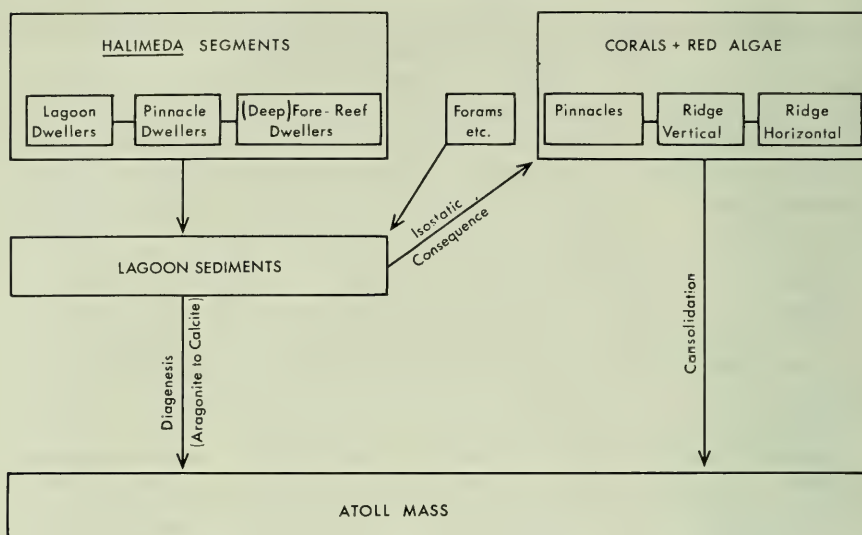 HALIMEDA SEGMENTS
Lagoon
Dwellers
Pinnacle
Dwellers
(Deep) Fore-Reef
Dwellers
Forams
etc.
CORALS + RED ALGAE
Pinnacles
Ridge
Vertical
Ridge
Horizontal
Isostatic
Consequence
LAGOON SEDIMENTS
Diagenesis
(Aragonite to Calcite)
Consolidation
ATOLL MASS